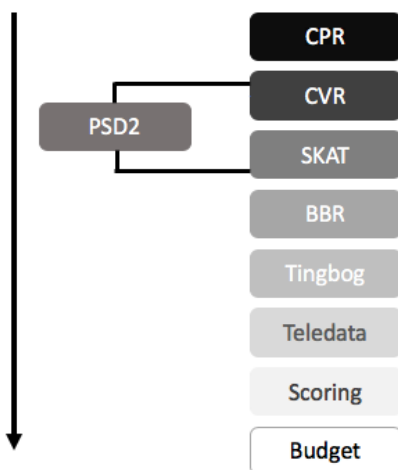 CPR
CVR
PSD2
SKAT
BBR
Tingbog
Teledata
Scoring
Budget